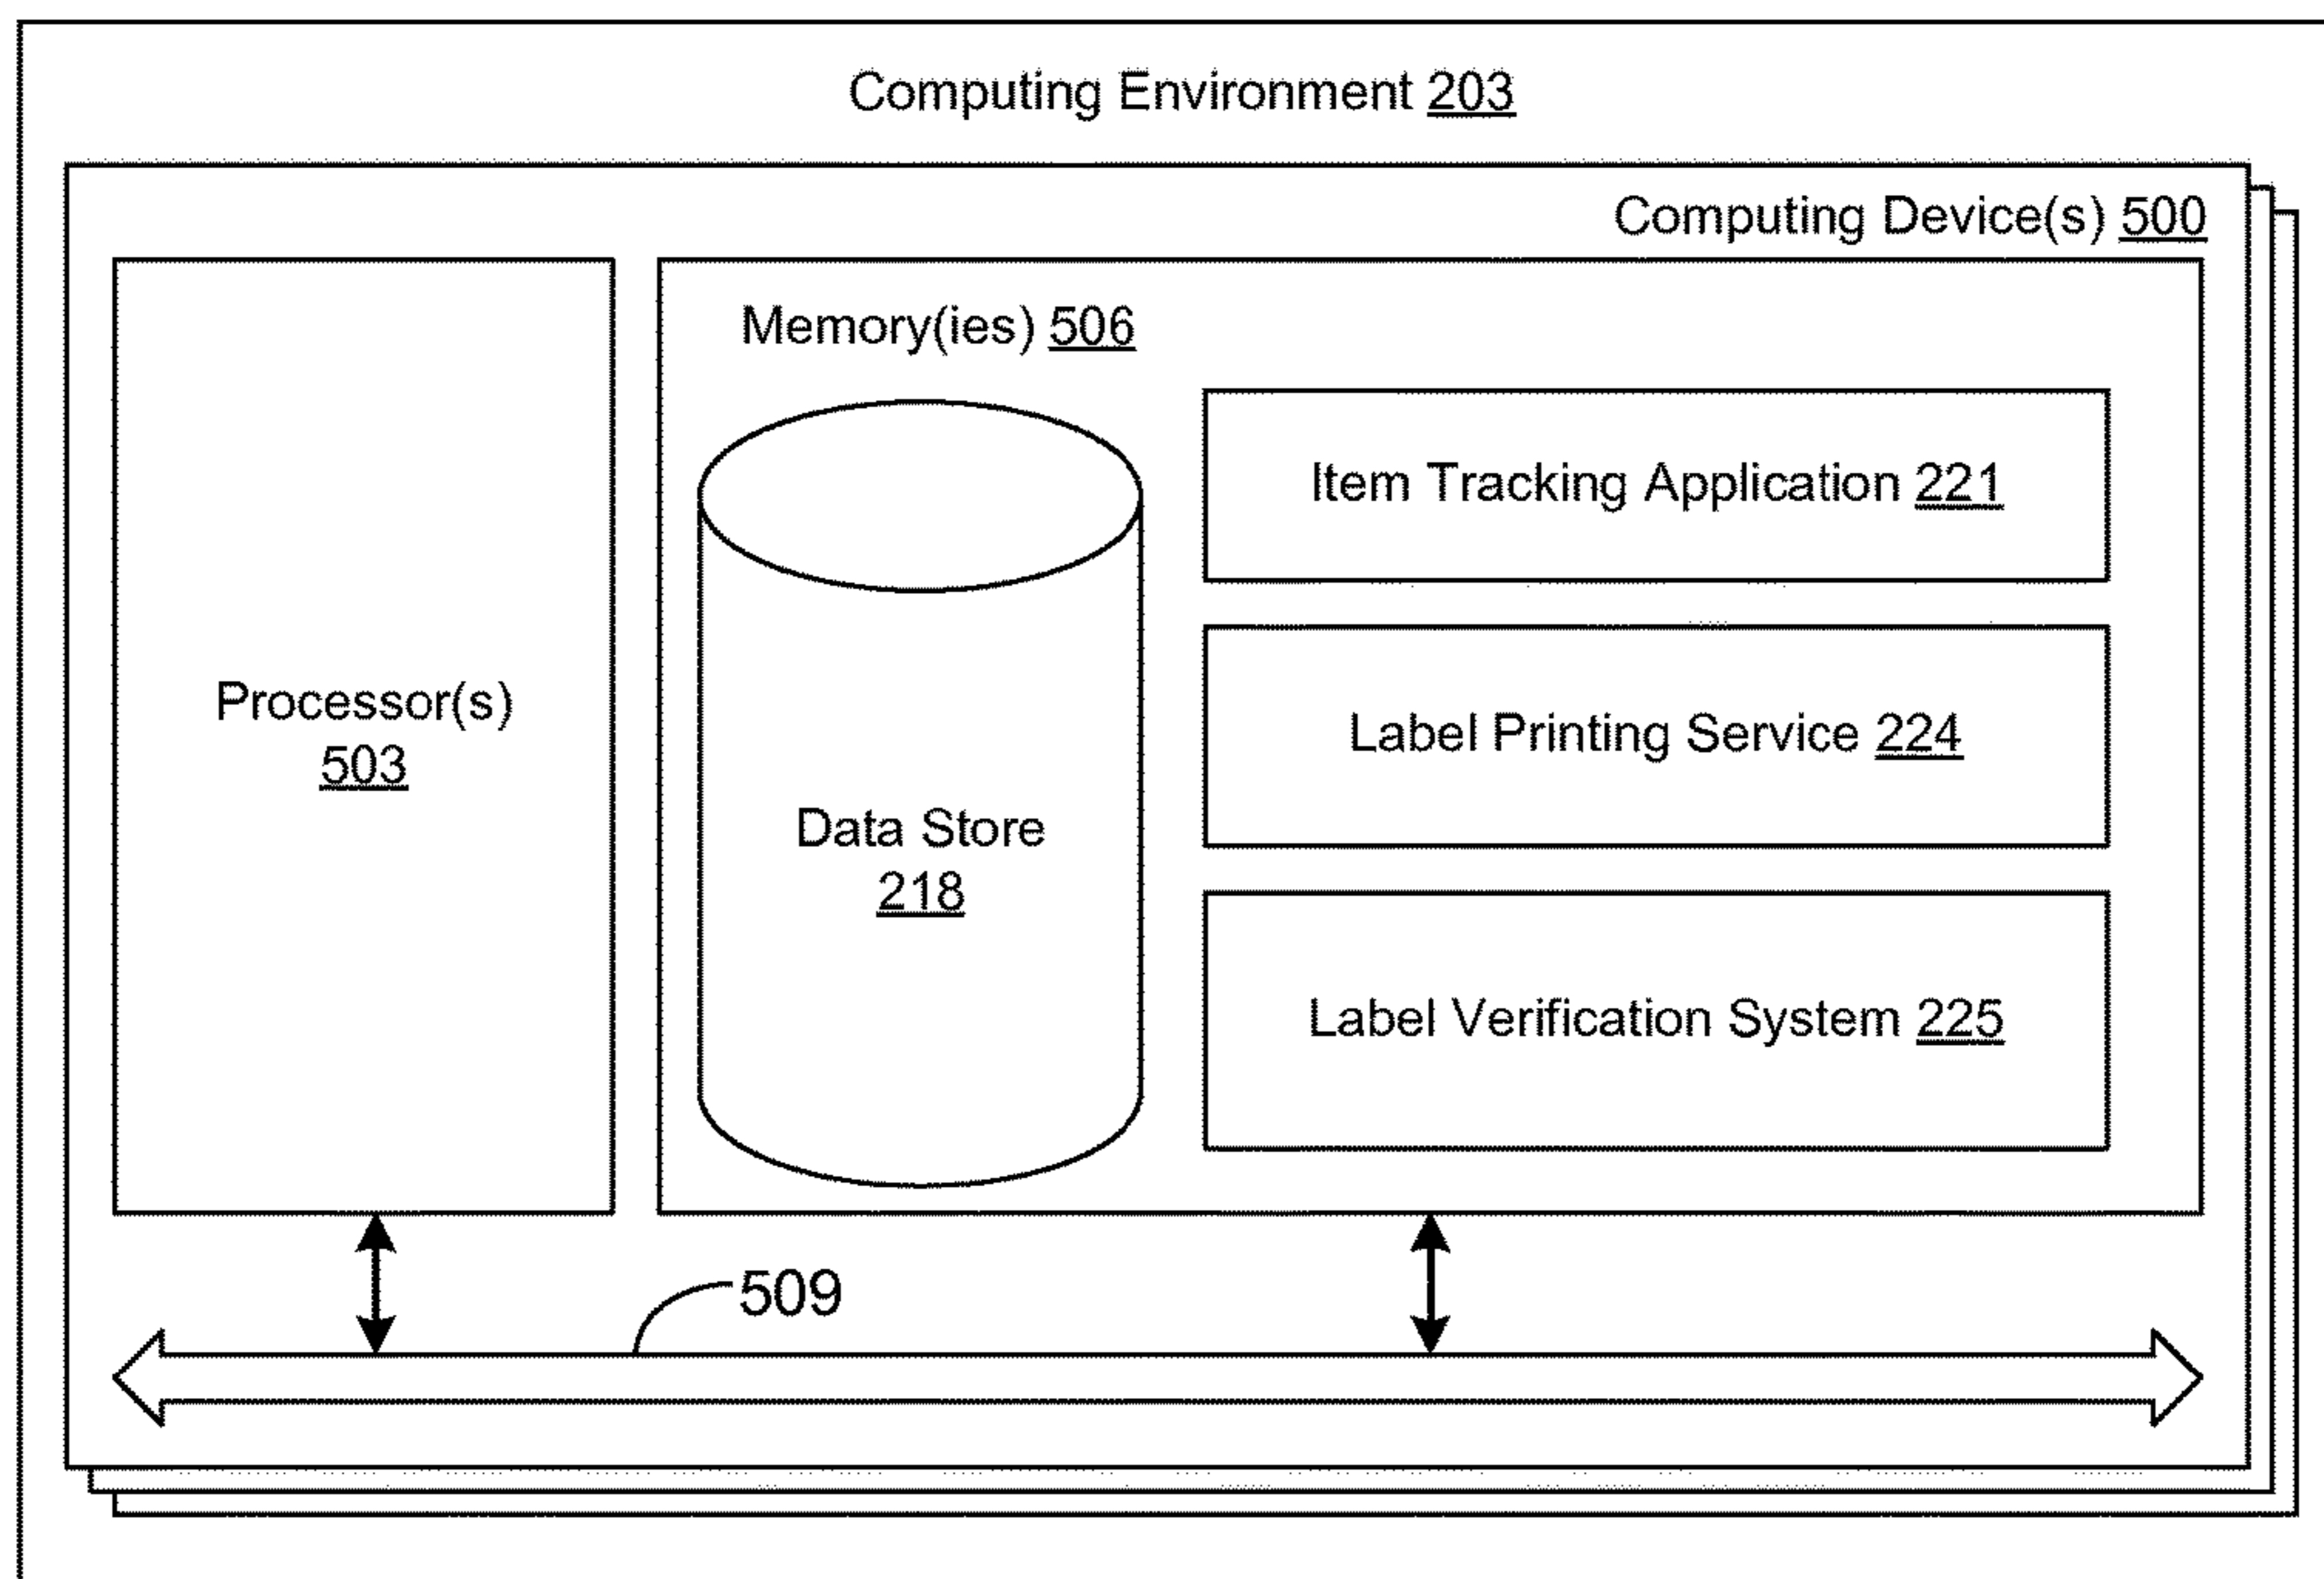 Computing Environment 203
Computing Device(s) 500
Memory(ies) 506
Item Tracking Application 221
Processor(s)
503
Label Printing Service 224
Data Store
218
Label Verification System 225
509